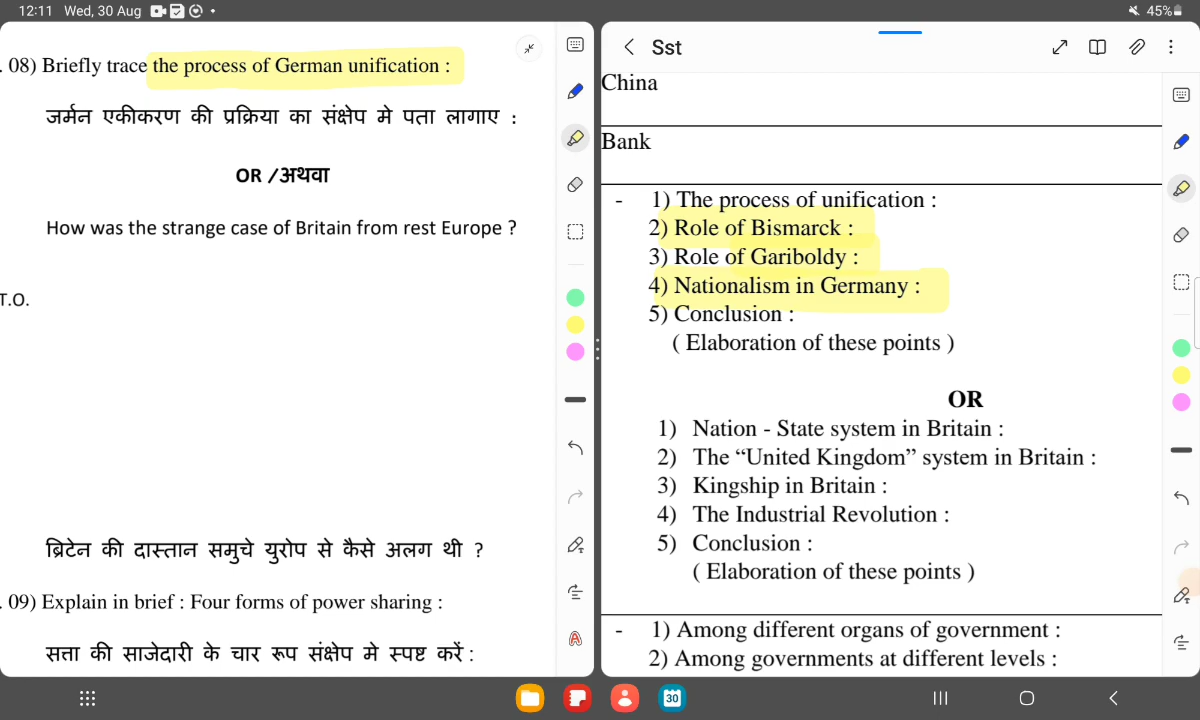 12:11 Wed, 30 Aug
45%
. 08) Briefly trace the process of German unification :
जर्मन एकीकरण की प्रक्रिया का संक्षेप मे पता लागाए :
OR /अथवा
How was the strange case of Britain from rest Europe ?
T.O.
ब्रिटेन की दास्तान समुचे युरोप से कैसे अलग थी ?
. 09) Explain in brief : Four forms of power sharing :
सत्ता की साजेदारी के चार रूप संक्षेप मे स्पष्ट करें :
Sst
China
Bank
- 1) The process of unification :
2) Role of Bismarck :
3) Role of Gariboldy :
4) Nationalism in Germany :
5) Conclusion :
( Elaboration of these points )
OR
1) Nation - State system in Britain :
2) The “United Kingdom” system in Britain :
3) Kingship in Britain :
4) The Industrial Revolution :
5) Conclusion :
( Elaboration of these points )
- 1) Among different organs of government :
2) Among governments at different levels :
30